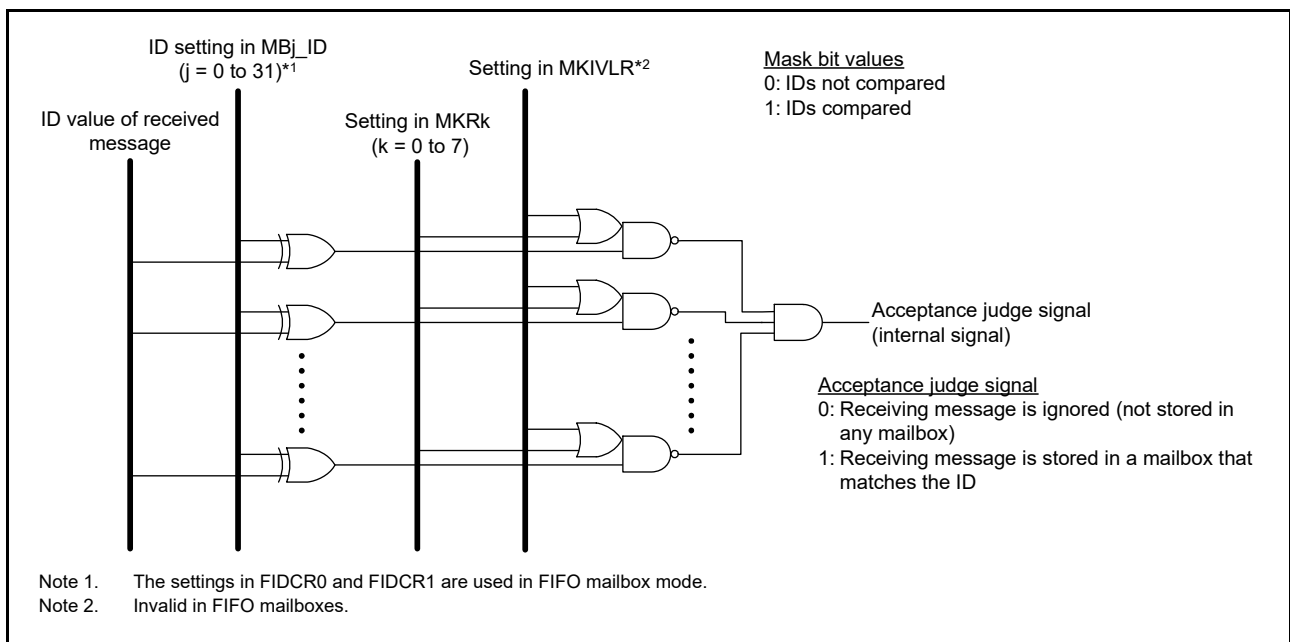 ID setting in MBj_ID
(j = 0 to 31)*1
Setting in MKIVLR*2
Mask bit values
0: IDs not compared
1: IDs compared
ID value of received
message
Setting in MKRk
(k = 0 to 7)
Acceptance judge signal
(internal signal)
Acceptance judge signal
0: Receiving message is ignored (not stored in
any mailbox)
1: Receiving message is stored in a mailbox that
matches the ID
Note 1. The settings in FIDCR0 and FIDCR1 are used in FIFO mailbox mode.
Note 2. Invalid in FIFO mailboxes.